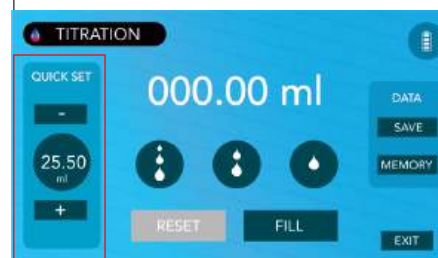 TITRATION
QUICK SET
-
25.50
ml
+
000.00 ml
RESET
FILL
DATA
SAVE
MEMORY
EXIT